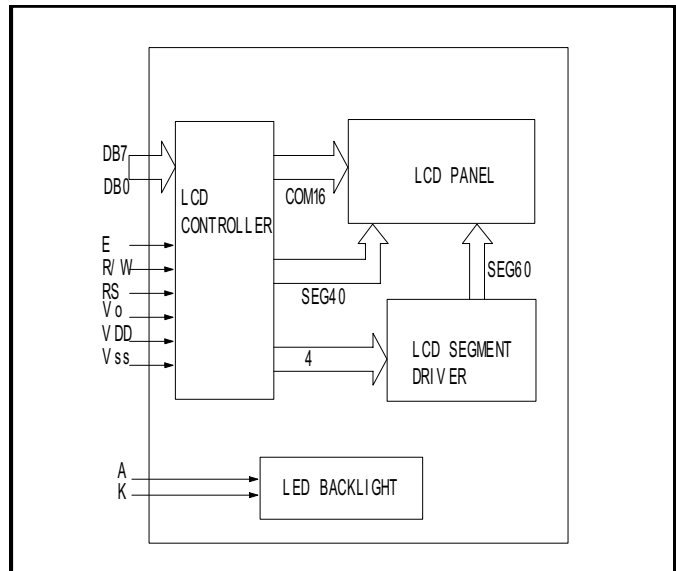 DB7
DB0
LCD
CONTROLLER
COM16
LCD PANEL
E
R/W
RS
Vo
VDD
Vss
SEG40
SEG60
4
LCD SEGMENT
DRIVER
A
K
LED BACKLIGHT